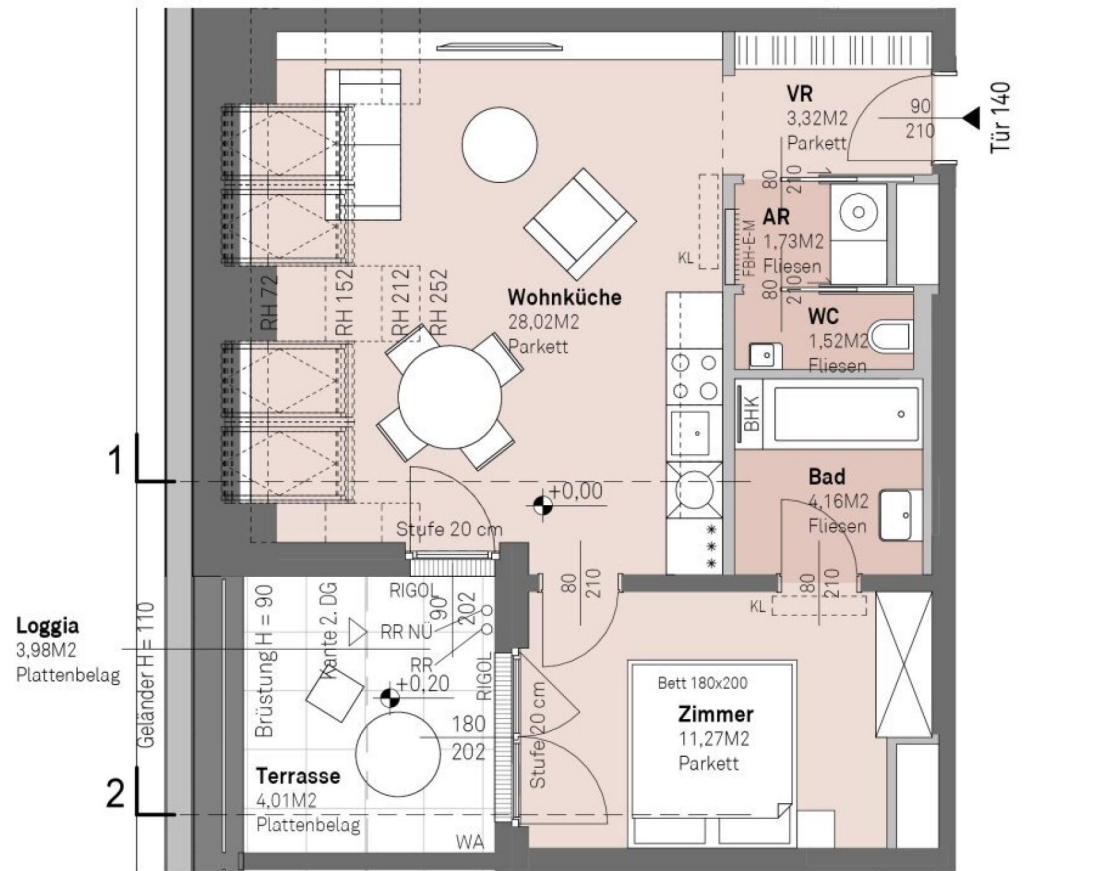 VR
3,32M2
Parkett
90
210
Tür 140
80
210
AR
1,73M2
Fliesen
FBH-E-M
KL
80
210
WC
1,52M2
Fliesen
RH 72
RH 152
RH 212
RH 252
Wohnküche
28,02M2
Parkett
BHK
1
Bad
4,16M2
Fliesen
+0,00
Stufe 20 cm
80
210
80
210
KL
Loggia
3,98M2
Plattenbelag
Geländer H = 110
Brüstung H = 90
Kante 2. DG
RIGOL
90
202
RR NÜ
RR
RIGOL
+0,20
180
202
Stufe 20 cm
Bett 180x200
Zimmer
11,27M2
Parkett
2
Terrasse
4,01M2
Plattenbelag
WA